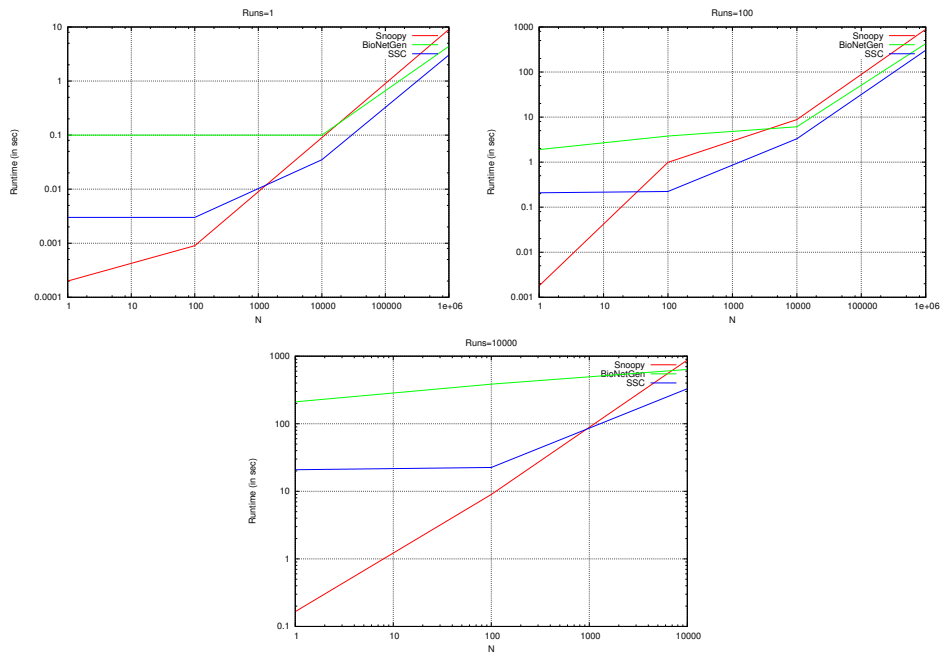 Runs=1
10
1
0.1
0.01
0.001
0.0001
Runtime (in sec)
Snoopy
BioNetGen
SSC
1
10
100
1000
10000
100000
1e+06
N
Runs=100
1000
100
10
1
0.1
0.01
0.001
Runtime (in sec)
Snoopy
BioNetGen
SSC
1
10
100
1000
10000
100000
1e+06
N
Runs=10000
1000
100
10
1
0.1
Runtime (in sec)
Snoopy
BioNetGen
SSC
1
10
100
1000
10000
N